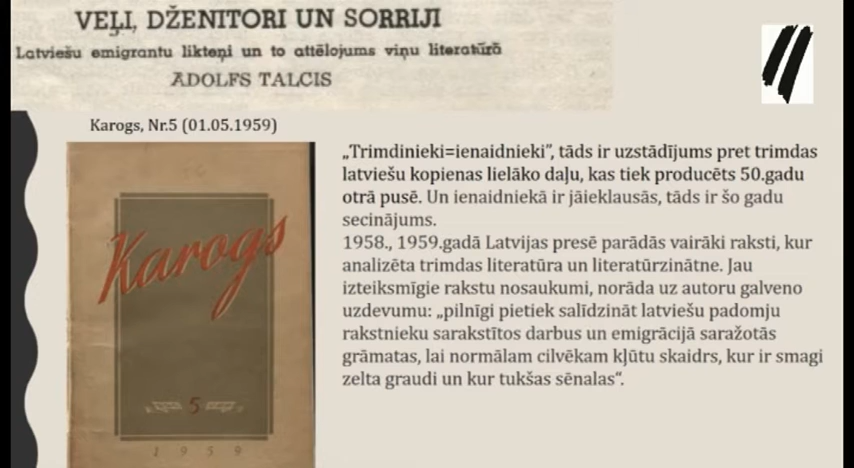 VEĻI, DŽENITORI UN SORRIJI
Latviešu emigrantu likteņi un to attēlojums viņu literatūrā
ADOLFS TALCIS
Karogs, Nr.5 (01.05.1959)
Karogs
5
1959
„Trimdinieki=ienaidnieki”, tāds ir uzstādījums pret trimdas
latviešu kopienas lielāko daļu, kas tiek producēts 50.gadu
otrā pusē. Un ienaidniekā ir jāieklausās, tāds ir šo gadu
secinājums.
1958., 1959.gadā Latvijas presē parādās vairāki raksti, kur
analizēta trimdas literatūra un literatūrzinātne. Jau
izteiksmīgie rakstu nosaukumi, norāda uz autoru galveno
uzdevumu: „pilnīgi pietiek salīdzināt latviešu padomju
rakstnieku sarakstītos darbus un emigrācijā saražotās
grāmatas, lai normālam cilvēkam kļūtu skaidrs, kur ir smagi
zelta graudi un kur tukšas sēnalas“.